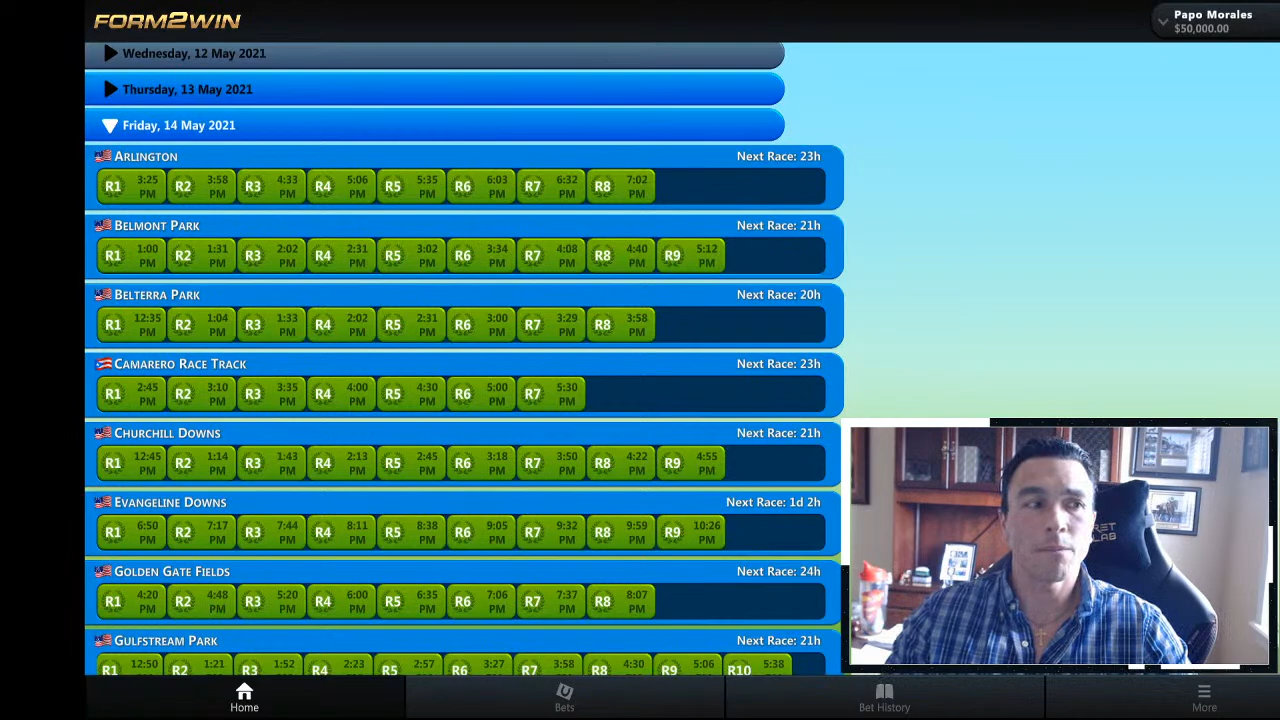 FORM2WIN
Papo Morales
$50,000.00
Wednesday, 12 May 2021
Thursday, 13 May 2021
Friday, 14 May 2021
ARLINGTON Next Race: 23h
R1 3:25 PM R2 3:58 PM R3 4:33 PM R4 5:06 PM R5 5:35 PM R6 6:03 PM R7 6:32 PM R8 7:02 PM
BELMONT PARK Next Race: 21h
R1 1:00 PM R2 1:31 PM R3 2:02 PM R4 2:31 PM R5 3:02 PM R6 3:34 PM R7 4:08 PM R8 4:40 PM R9 5:12 PM
BELTERRA PARK Next Race: 20h
R1 12:35 PM R2 1:04 PM R3 1:33 PM R4 2:02 PM R5 2:31 PM R6 3:00 PM R7 3:29 PM R8 3:58 PM
CAMARERO RACE TRACK Next Race: 23h
R1 2:45 PM R2 3:10 PM R3 3:35 PM R4 4:00 PM R5 4:30 PM R6 5:00 PM R7 5:30 PM
CHURCHILL DOWNS Next Race: 21h
R1 12:45 PM R2 1:14 PM R3 1:43 PM R4 2:13 PM R5 2:45 PM R6 3:18 PM R7 3:50 PM R8 4:22 PM R9 4:55 PM
EVANGELINE DOWNS Next Race: 1d 2h
R1 6:50 PM R2 7:17 PM R3 7:44 PM R4 8:11 PM R5 8:38 PM R6 9:05 PM R7 9:32 PM R8 9:59 PM R9 10:26 PM
GOLDEN GATE FIELDS Next Race: 24h
R1 4:20 PM R2 4:48 PM R3 5:20 PM R4 6:00 PM R5 6:35 PM R6 7:06 PM R7 7:37 PM R8 8:07 PM
GULFSTREAM PARK Next Race: 21h
R1 12:50 R2 1:21 R3 1:52 R4 2:23 R5 2:57 R6 3:27 R7 3:58 R8 4:30 R9 5:06 R10 5:38
RET
LAB
Home Bets Bet History More